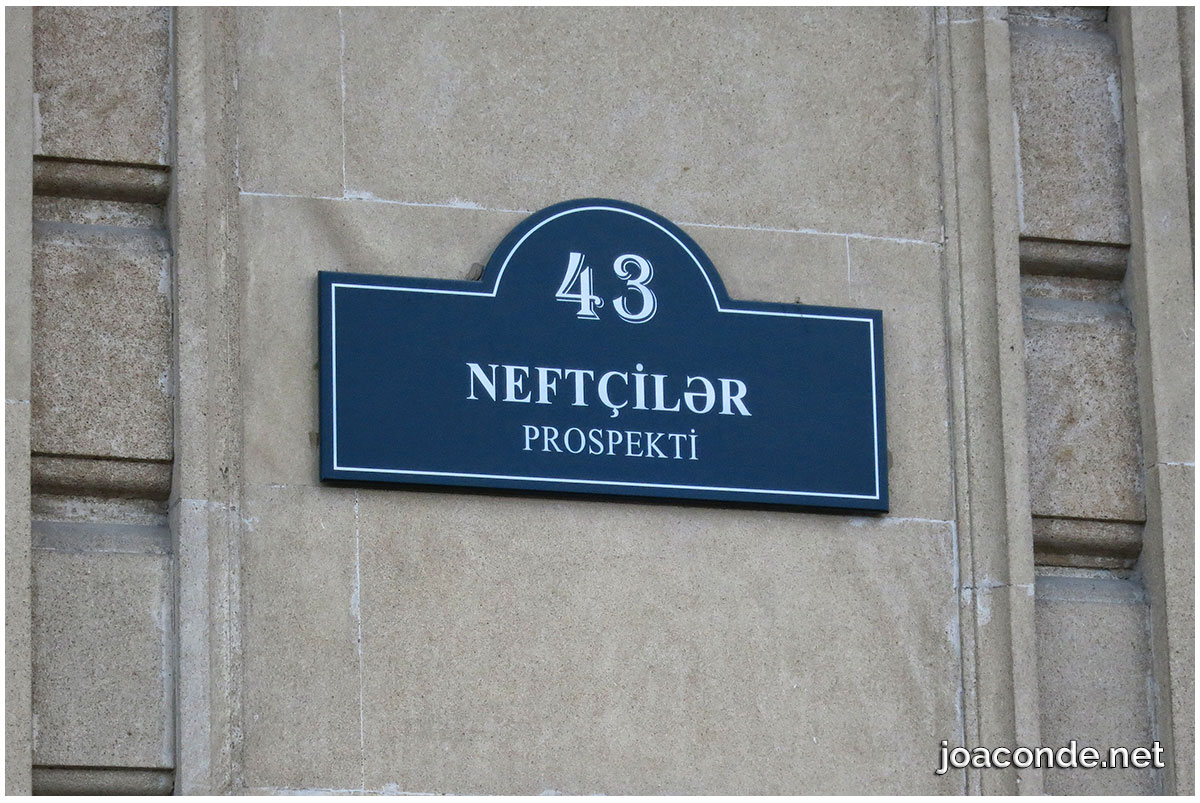 43
NEFTÇİLƏR
PROSPEKTİ
joaconde.net